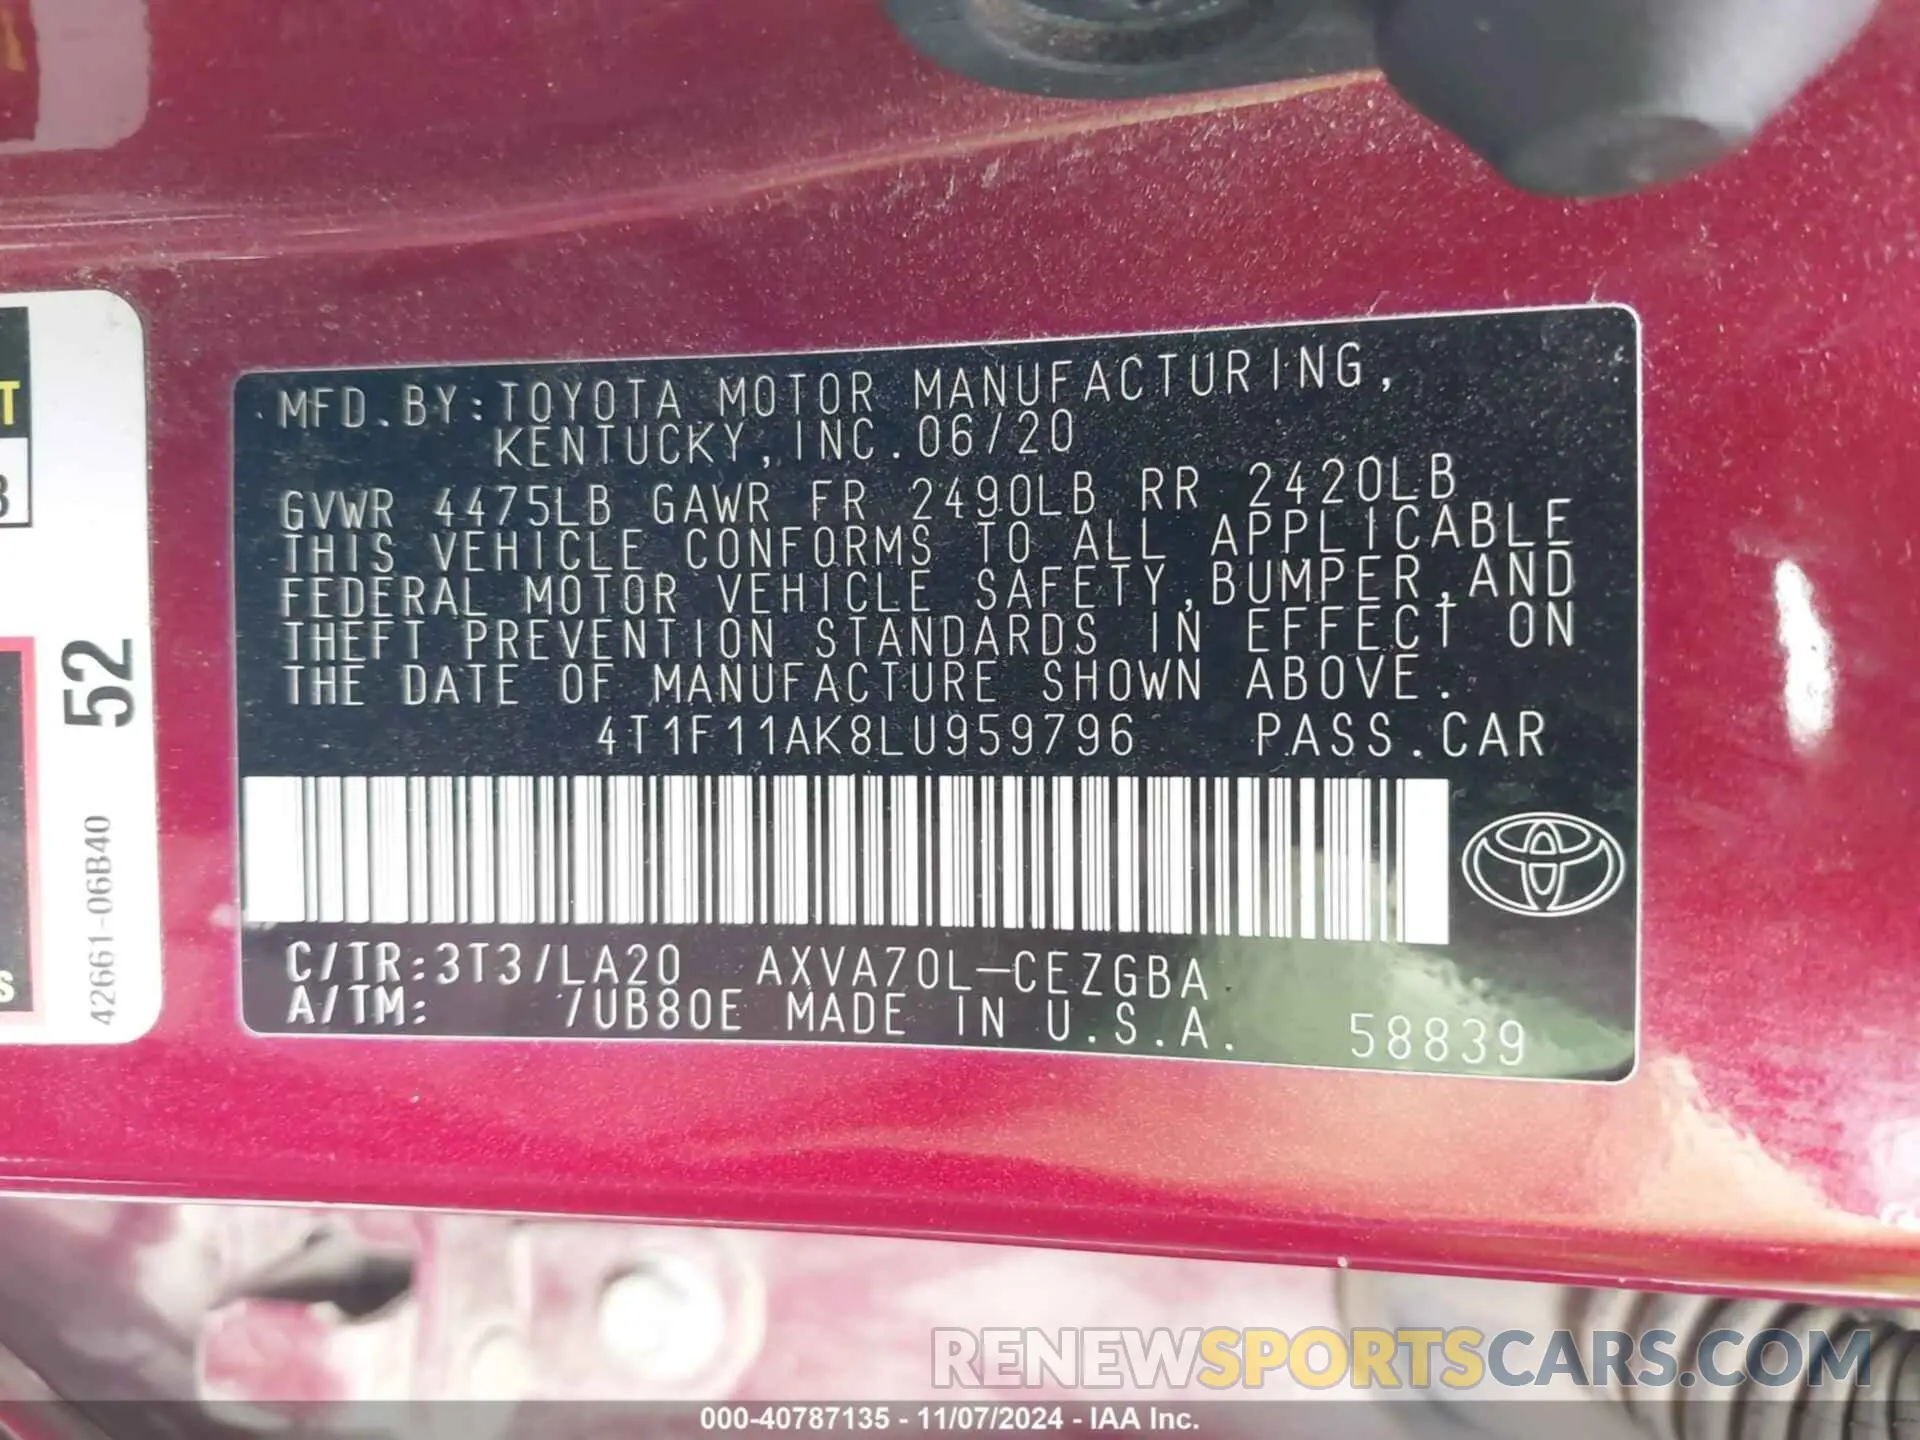 MFD.BY:TOYOTA MOTOR MANUFACTURING,
KENTUCKY,INC.06/20
GVWR 4475LB GAWR FR 2490LB RR 2420LB
THIS VEHICLE CONFORMS TO ALL APPLICABLE
FEDERAL MOTOR VEHICLE SAFETY,BUMPER,AND
THEFT PREVENTION STANDARDS IN EFFECT ON
THE DATE OF MANUFACTURE SHOWN ABOVE.
4T1F11AK8LU959796 PASS.CAR
C/TR:3T3/LA20 AXVA70L-CEZGBA
A/TM: /UB80E MADE IN U.S.A.
58839
T
3
52
42661-06B40
S
RENEWSPORTSCARS.COM
000-40787135 - 11/07/2024 - IAA Inc.